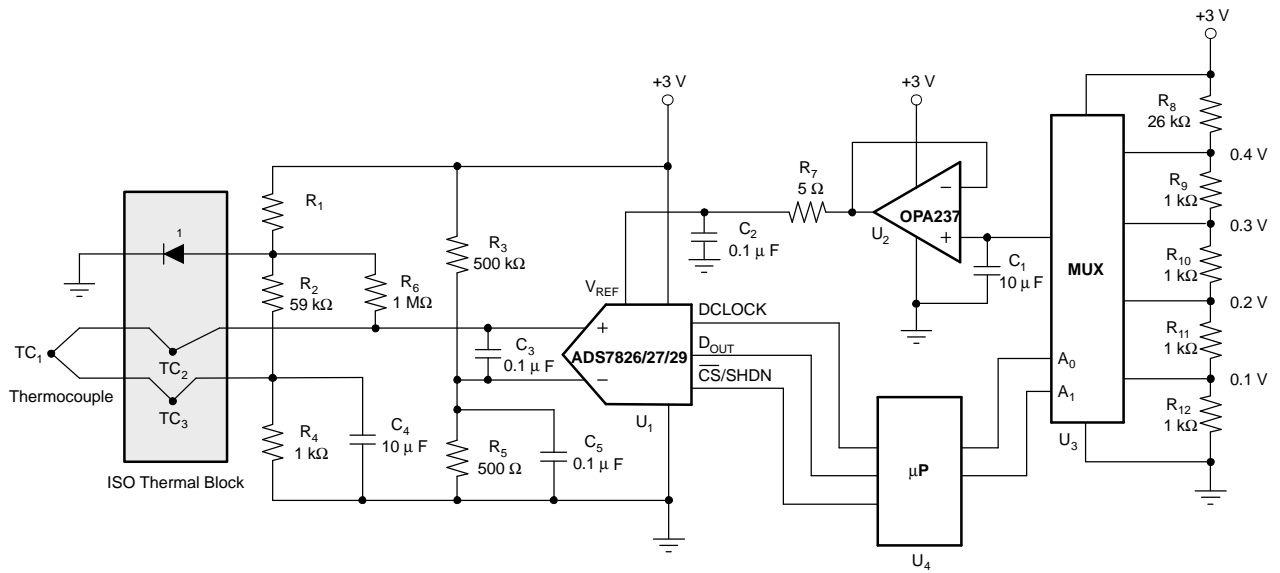 +3 V
+3 V
+3 V
R8
26 kΩ
0.4 V
R9
1 kΩ
0.3 V
R10
1 kΩ
0.2 V
R11
1 kΩ
0.1 V
R12
1 kΩ
MUX
A0
A1
U3
R7
5 Ω
OPA237
−
+
U2
C1
10 μF
C2
0.1 μF
VREF
R1
1
R2
59 kΩ
R6
1 MΩ
R3
500 kΩ
DCLOCK
DOUT
CS/SHDN
+
ADS7826/27/29
−
U1
C3
0.1 μF
TC1
Thermocouple
TC2
TC3
ISO Thermal Block
R4
1 kΩ
C4
10 μF
R5
500 Ω
C5
0.1 μF
μP
U4